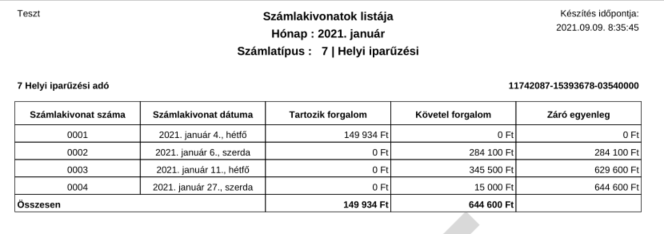 Teszt
Számlakivonatok listája
Készítés időpontja:
Hónap : 2021. január
2021.09.09. 8:35:45
Számlatípus : 7 | Helyi iparűzési
7 Helyi iparűzési adó 11742087-15393678-03540000
Számlakivonat száma Számlakivonat dátuma Tartozik forgalom Követel forgalom Záró egyenleg
0001 2021. január 4., hétfő 149 934 Ft 0 Ft 0 Ft
0002 2021. január 6., szerda 0 Ft 284 100 Ft 284 100 Ft
0003 2021. január 11., hétfő 0 Ft 345 500 Ft 629 600 Ft
0004 2021. január 27., szerda 0 Ft 15 000 Ft 644 600 Ft
Összesen 149 934 Ft 644 600 Ft